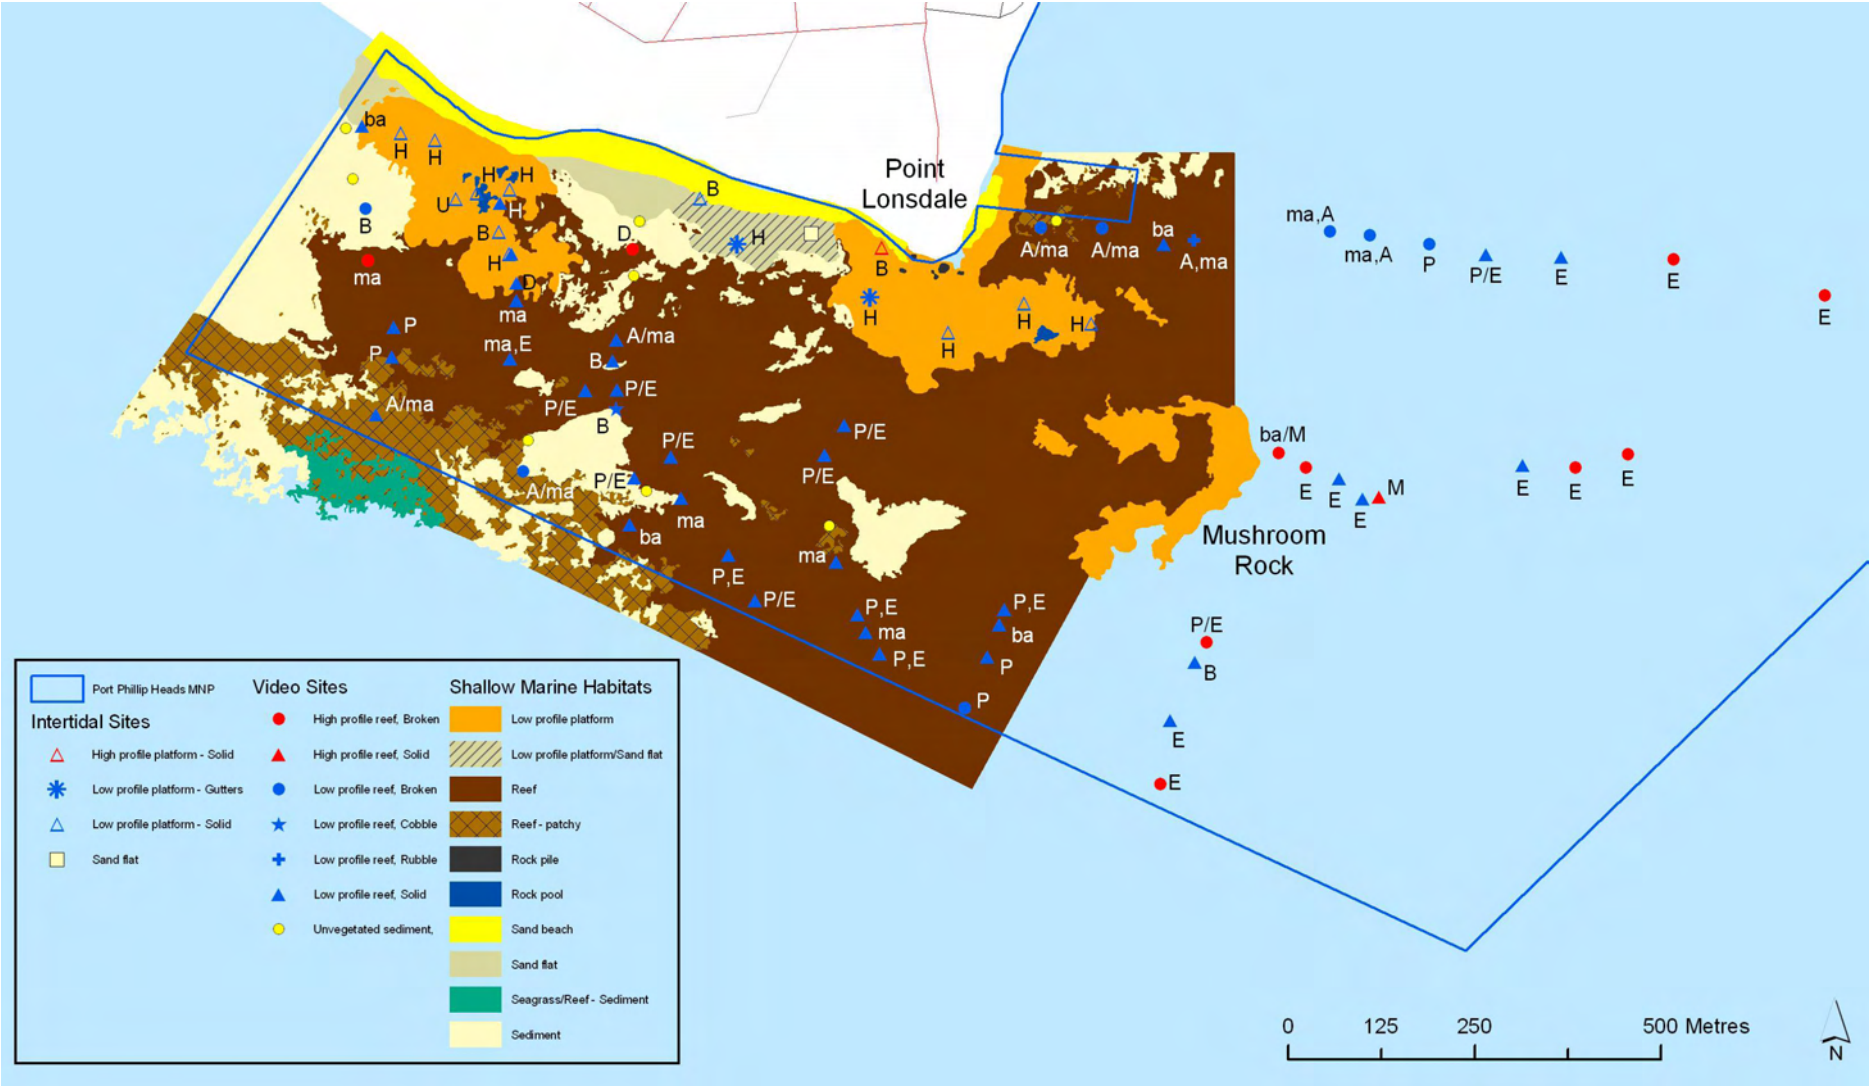 Point
Lonsdale
ba
H
H
H
H
U
H
B
H
D
ma
B
ma
D
B
H
B
H
H
H
H
A/ma
A/ma
ba
A,ma
ma,A
ma,A
P
P/E
E
E
E
P
P
ma,E
A/ma
B
P/E
P/E
B
A/ma
P/E
P/E
A/ma
ma
ba
P/E
P/E
ma
P,E
P/E
P,E
ma
P,E
P,E
ba
P
P
ba/M
E
E
E
M
E
E
E
Mushroom
Rock
P/E
B
E
E
Port Phillip Heads MNP
Intertidal Sites
High profile platform - Solid
Low profile platform - Gutters
Low profile platform - Solid
Sand flat
Video Sites
High profile reef, Broken
High profile reef, Solid
Low profile reef, Broken
Low profile reef, Cobble
Low profile reef, Rubble
Low profile reef, Solid
Unvegetated sediment,
Shallow Marine Habitats
Low profile platform
Low profile platform/Sand flat
Reef
Reef - patchy
Rock pile
Rock pool
Sand beach
Sand flat
Seagrass/Reef - Sediment
Sediment
0 125 250 500 Metres
N